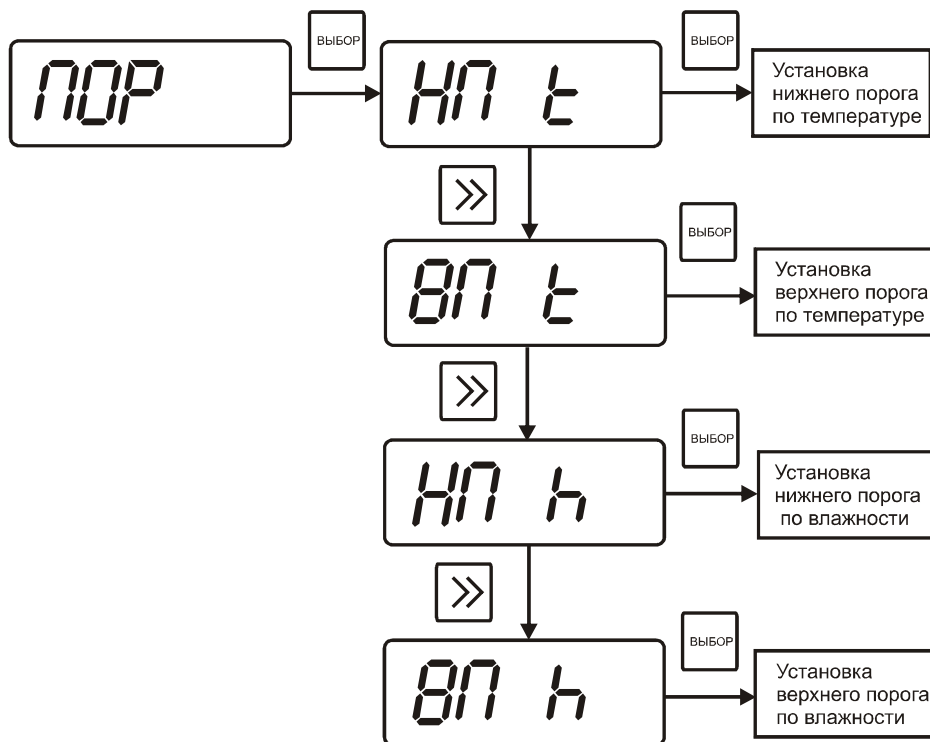 ВЫБОР
ВЫБОР
ПОР
НП t
Установка
нижнего порога
по температуре
>>
ВЫБОР
ВП t
Установка
верхнего порога
по температуре
>>
ВЫБОР
НП h
Установка
нижнего порога
по влажности
>>
ВЫБОР
ВП h
Установка
верхнего порога
по влажности